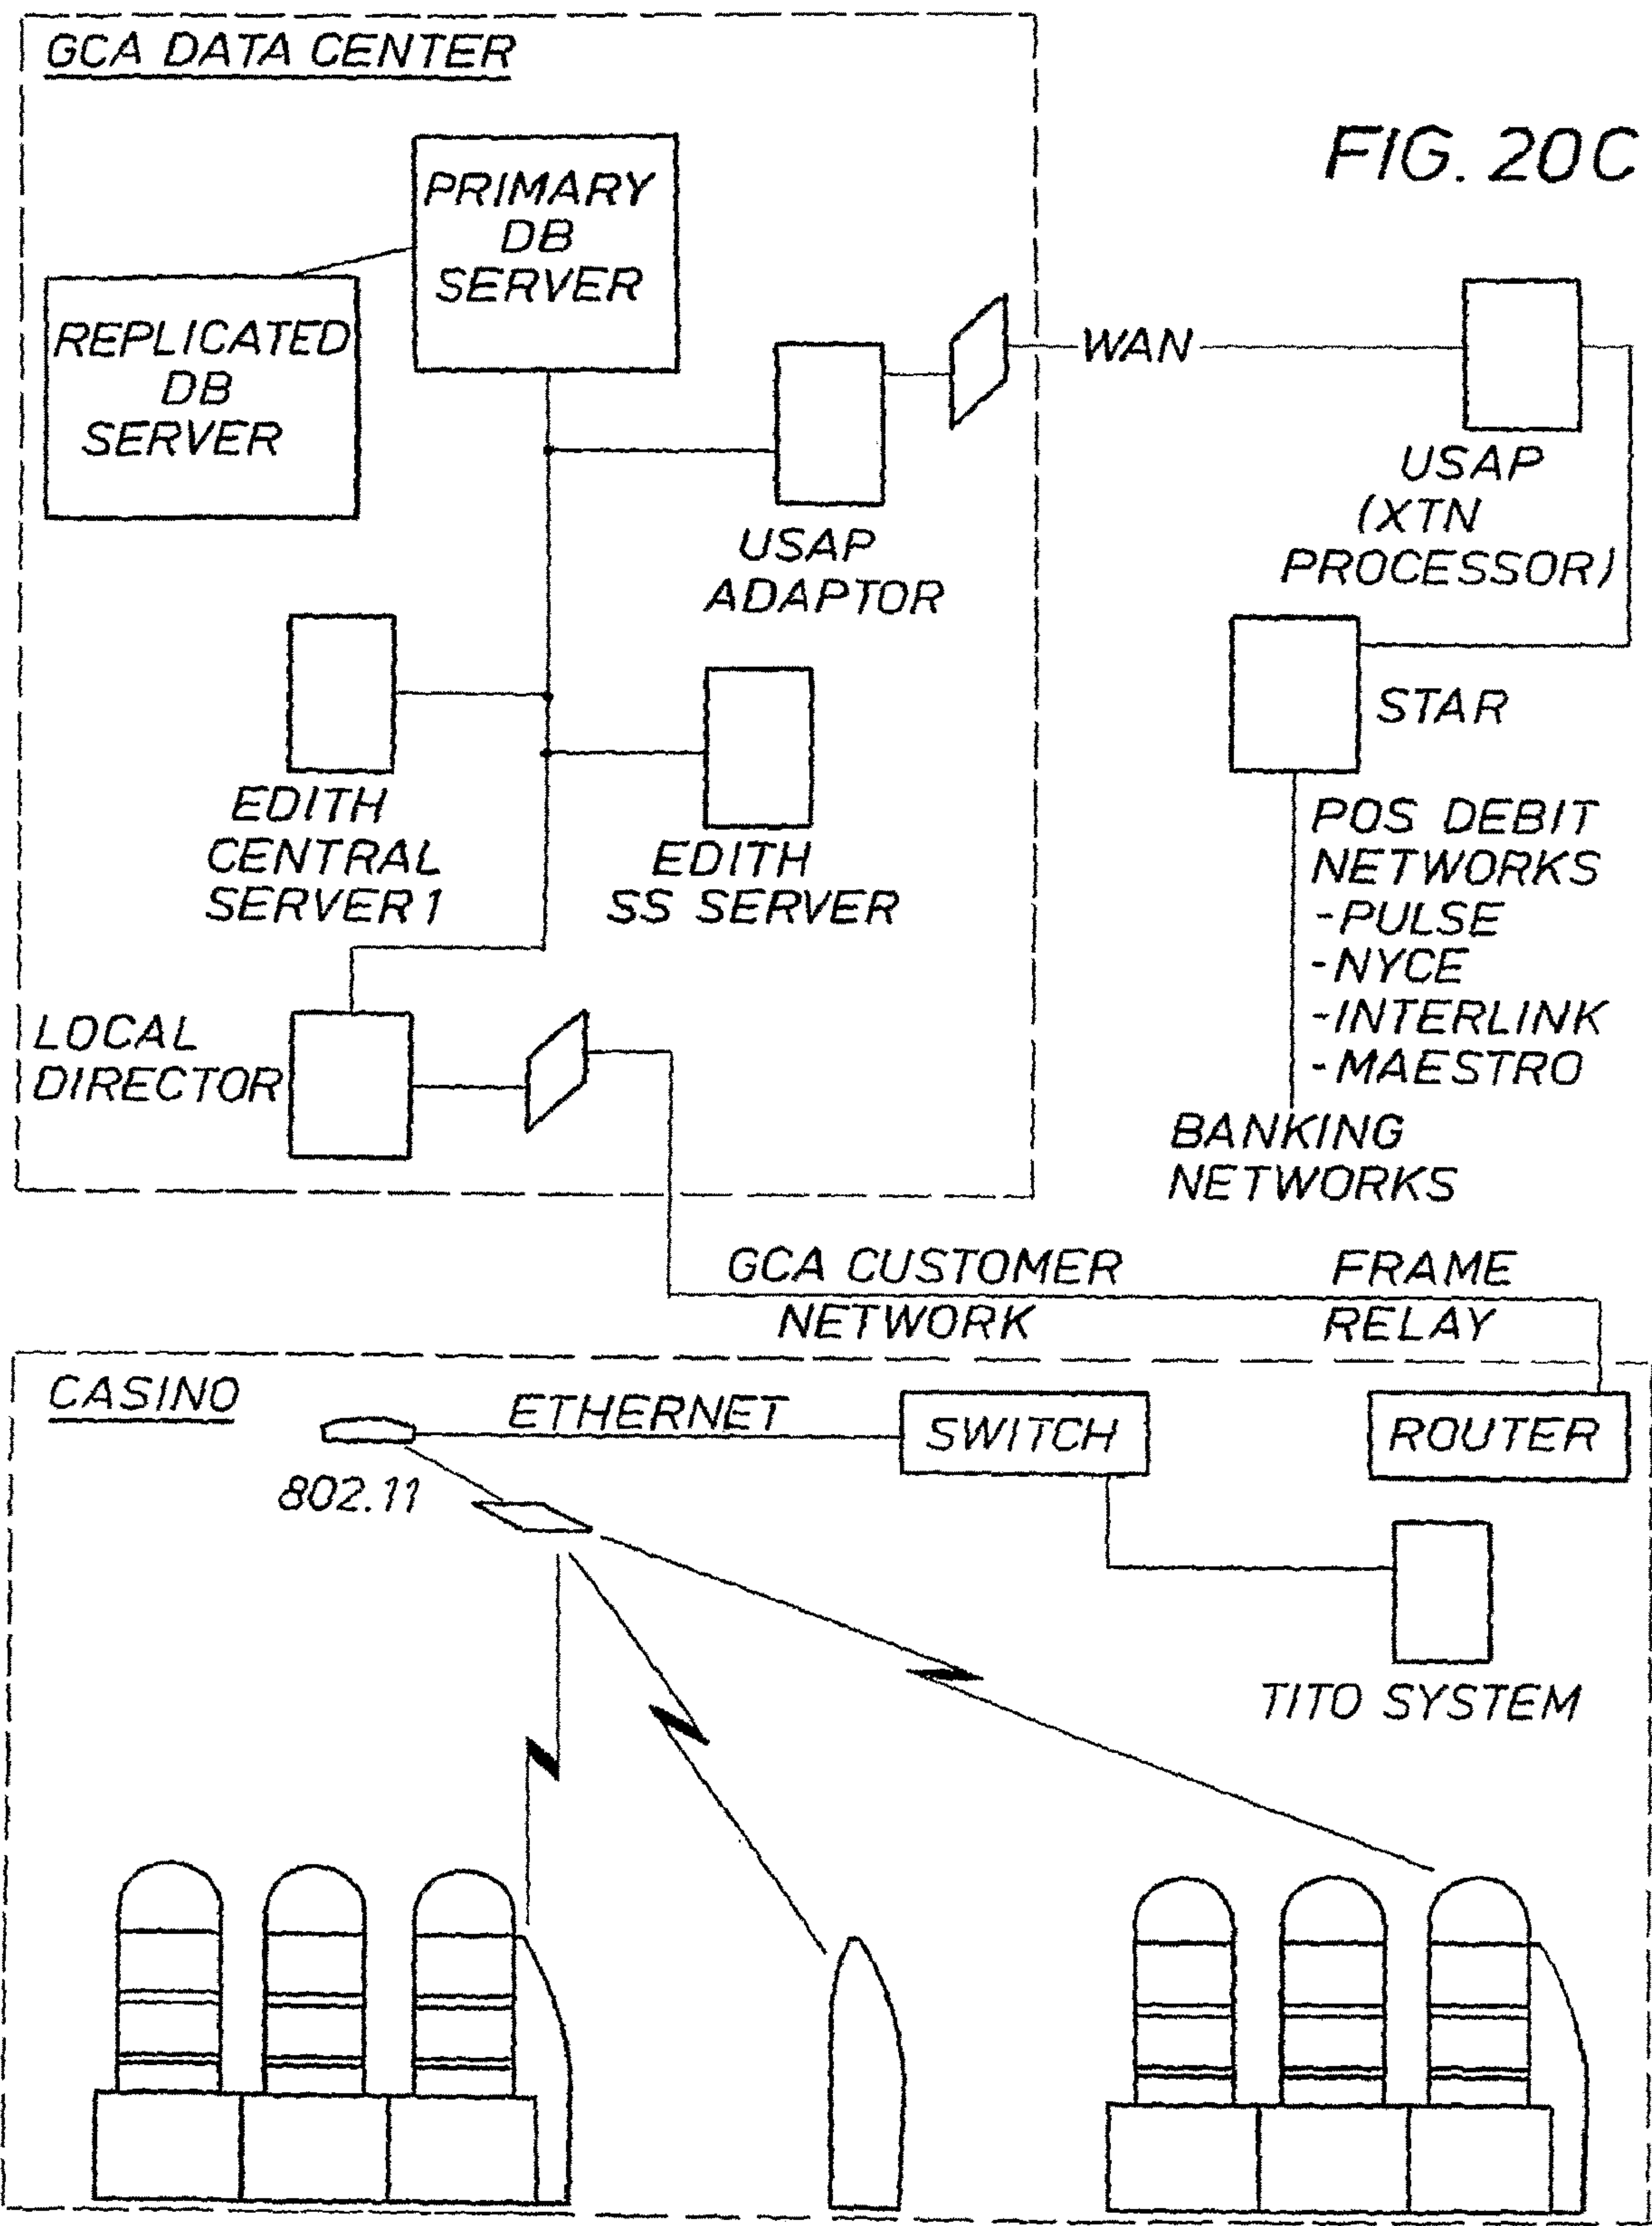 GCA DATA CENTER
FIG. 20C
PRIMARY
DB
SERVER
REPLICATED
DB
SERVER
WAN
USAP
(XTN
PROCESSOR)
USAP
ADAPTOR
STAR
EDITH
CENTRAL
SERVER 1
EDITH
SS SERVER
POS DEBIT
NETWORKS
-PULSE
-NYCE
-INTERLINK
-MAESTRO
LOCAL
DIRECTOR
BANKING
NETWORKS
GCA CUSTOMER
NETWORK
FRAME
RELAY
CASINO
ETHERNET
SWITCH
ROUTER
802.11
TITO SYSTEM